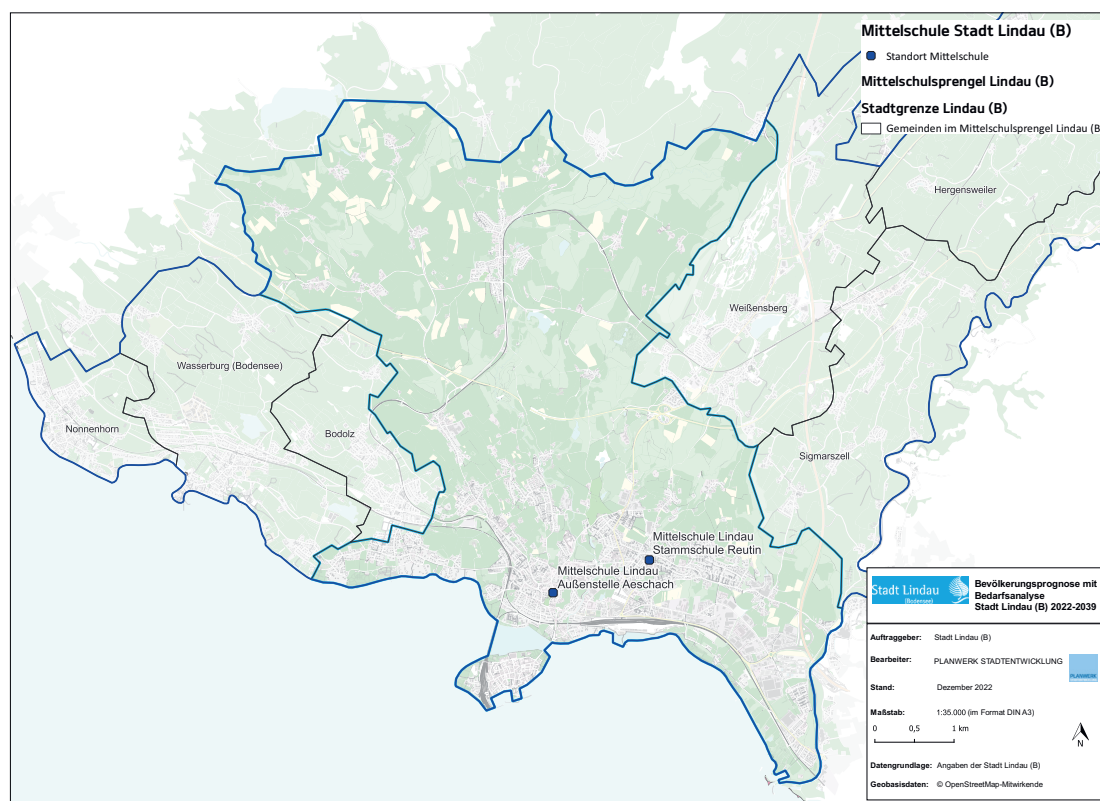 Mittelschule Stadt Lindau (B)
Standort Mittelschule
Mittelschulsprengel Lindau (B)
Stadtgrenze Lindau (B)
Gemeinden im Mittelschulsprengel Lindau (B
Hergensweiler
Weißensberg
Wasserburg (Bodensee)
Nonnenhorn
Bodolz
Sigmarszell
Mittelschule Lindau
Stammschule Reutin
Mittelschule Lindau
Außenstelle Aeschach
Stadt Lindau
(Bodensee)
Bevölkerungsprognose mit
Bedarfsanalyse
Stadt Lindau (B) 2022-2039
Auftraggeber: Stadt Lindau (B)
Bearbeiter: PLANWERK STADTENTWICKLUNG
PLANWERK
Stand: Dezember 2022
Maßstab: 1:35.000 (im Format DIN A3)
0 0,5 1 km
N
Datengrundlage: Angaben der Stadt Lindau (B)
Geobasisdaten: © OpenStreetMap-Mitwirkende